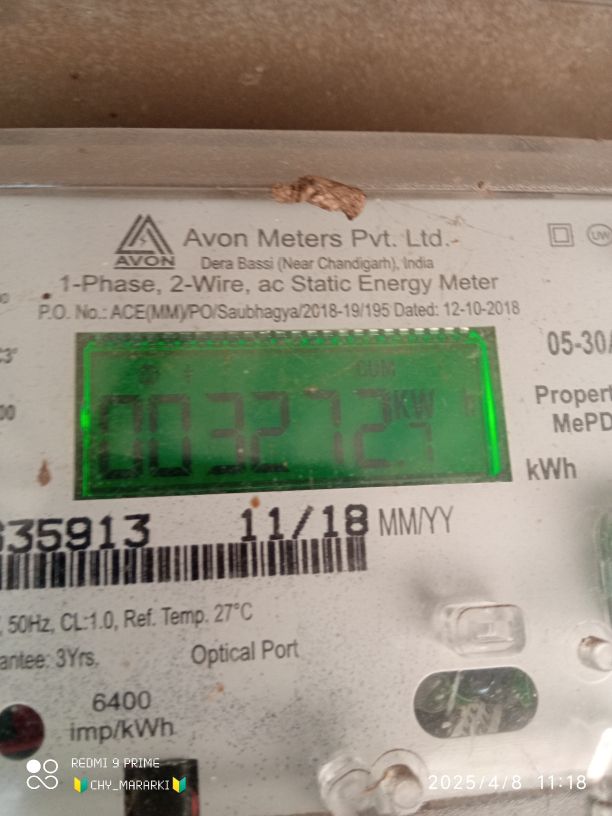 AVON
Avon Meters Pvt. Ltd.
Dera Bassi (Near Chandigarh), India
1-Phase, 2-Wire, ac Static Energy Meter
P.O. No.: ACE(MM)/PO/Saubhagya/2018-19/195 Dated: 12-10-2018
05-30
Propert
MePD
CUM
003272.7 KW
kWh
35913 11/18 MM/YY
, 50Hz, CL:1.0, Ref. Temp. 27°C
antee: 3Yrs. Optical Port
6400
imp/kWh
REDMI 9 PRIME
CHY_MARARKI
2025/4/8 11:18